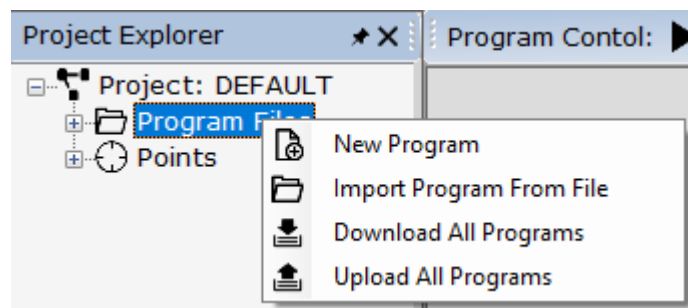 Project Explorer
Program Contol:
Project: DEFAULT
Program Files
Points
New Program
Import Program From File
Download All Programs
Upload All Programs